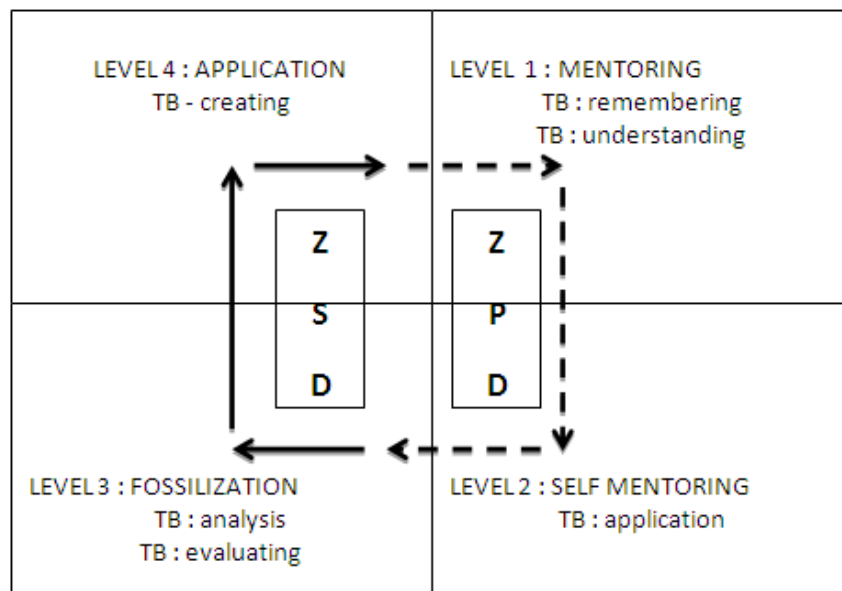 LEVEL 4 : APPLICATION
TB - creating
LEVEL 1 : MENTORING
TB : remembering
TB : understanding
Z
S
D
Z
P
D
LEVEL 3 : FOSSILIZATION
TB : analysis
TB : evaluating
LEVEL 2 : SELF MENTORING
TB : application